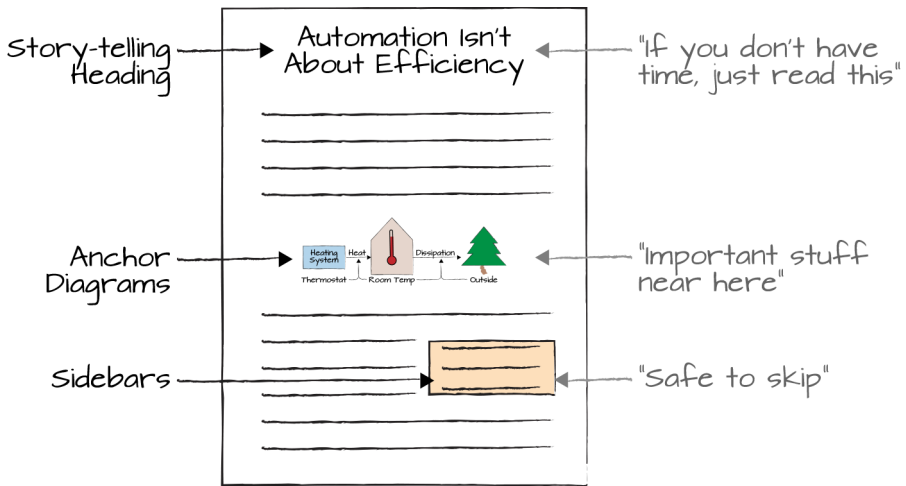 Story-telling
Heading
Automation Isn't
About Efficiency
"If you don't have
time, just read this"
Anchor
Diagrams
Heating
System
Heat
Dissipation
Thermostat
Room Temp
Outside
"Important stuff
near here"
Sidebars
"Safe to skip"